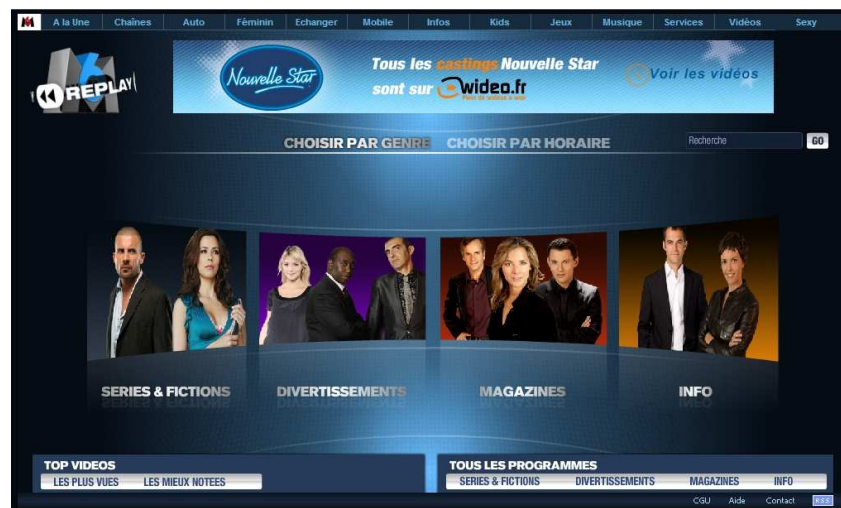 M6 A la Une Chaînes Auto Féminin Echanger Mobile Infos Kids Jeux Musique Services Vidéos Sexy
M6 REPLAY
Nouvelle Star
Tous les castings Nouvelle Star
sont sur wideo.fr
Voir les vidéos
CHOISIR PAR GENRE CHOISIR PAR HORAIRE
Recherche GO
SERIES & FICTIONS DIVERTISSEMENTS MAGAZINES INFO
TOP VIDEOS
LES PLUS VUES LES MIEUX NOTEES
TOUS LES PROGRAMMES
SERIES & FICTIONS DIVERTISSEMENTS MAGAZINES INFO
CGU Aide Contact RSS